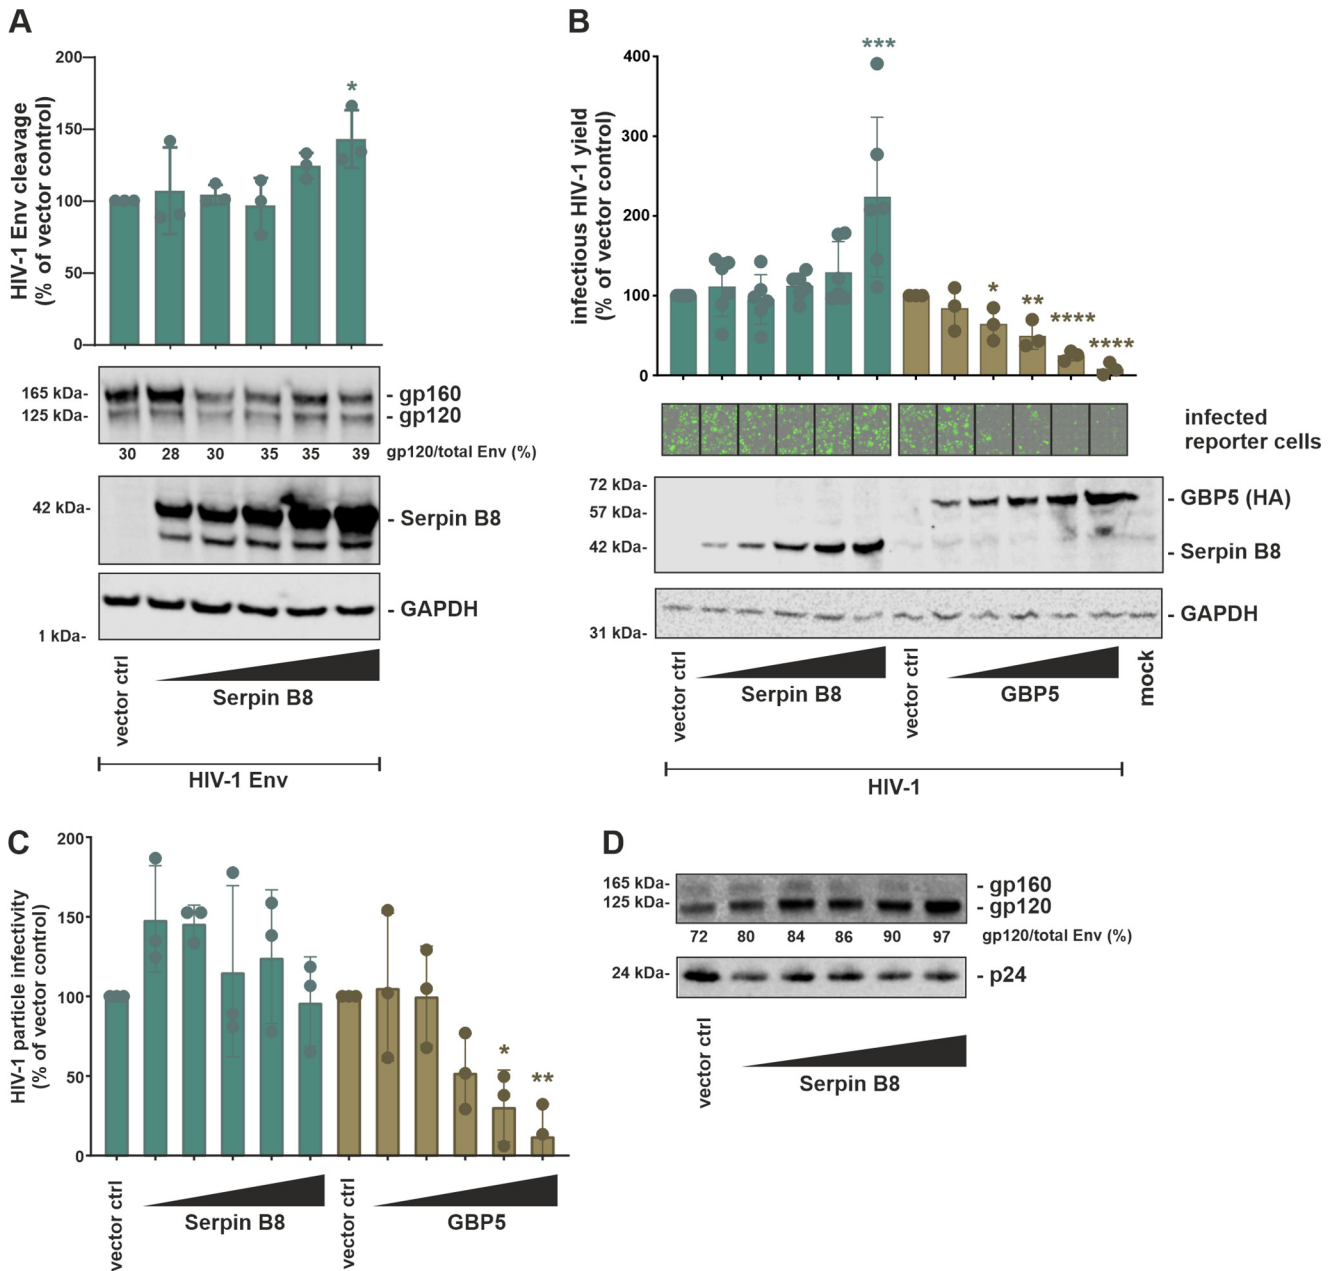 A
HIV-1 Env cleavage
(% of vector control)
200
150
100
50
0
*
165 kDa-
125 kDa-
- gp160
- gp120
30 28 30 35 35 39 gp120/total Env (%)
42 kDa-
- Serpin B8
- GAPDH
1 kDa-
vector ctrl
Serpin B8
HIV-1 Env
B
infectious HIV-1 yield
(% of vector control)
400
300
200
100
0
***
*
**
****
****
infected
reporter cells
72 kDa-
57 kDa-
42 kDa-
- GBP5 (HA)
- Serpin B8
- GAPDH
31 kDa-
vector ctrl
Serpin B8
vector ctrl
GBP5
mock
HIV-1
C
HIV-1 particle infectivity
(% of vector control)
200
150
100
50
0
*
**
vector ctrl
Serpin B8
vector ctrl
GBP5
D
165 kDa-
125 kDa-
- gp160
- gp120
72 80 84 86 90 97 gp120/total Env (%)
24 kDa-
- p24
vector ctrl
Serpin B8